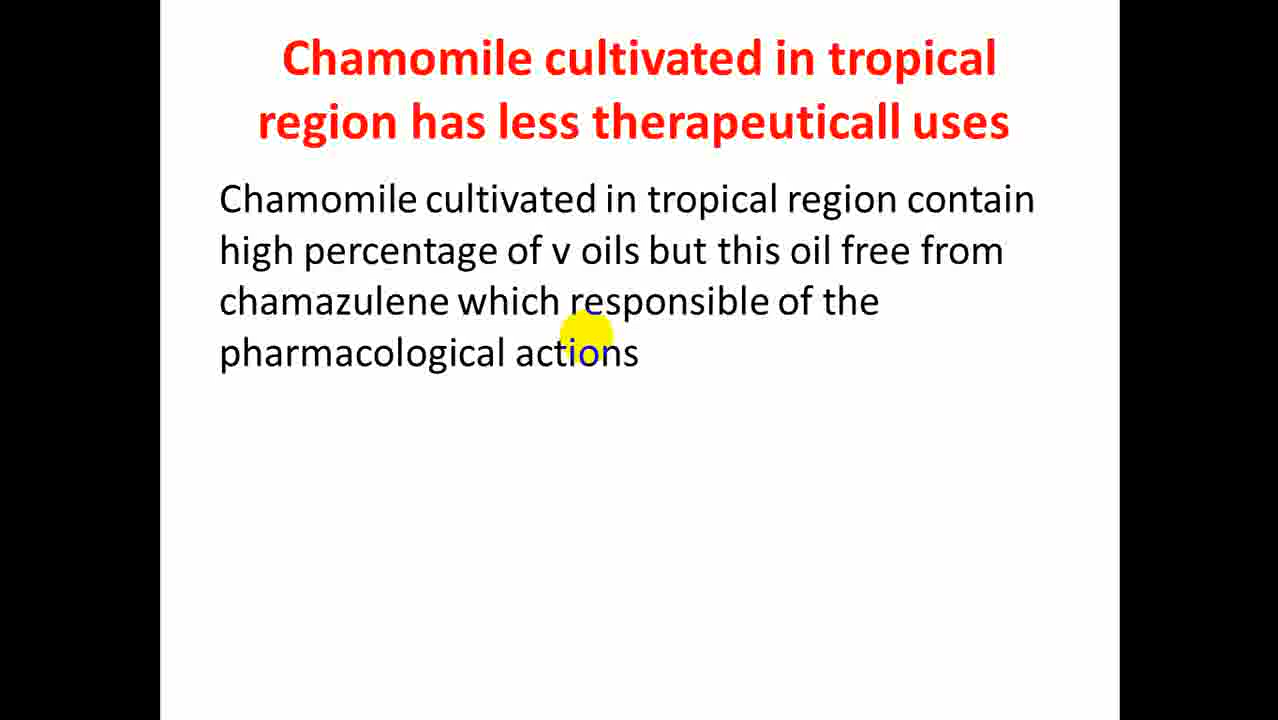 Chamomile cultivated in tropical
region has less therapeuticall uses
Chamomile cultivated in tropical region contain
high percentage of v oils but this oil free from
chamazulene which responsible of the
pharmacological actions